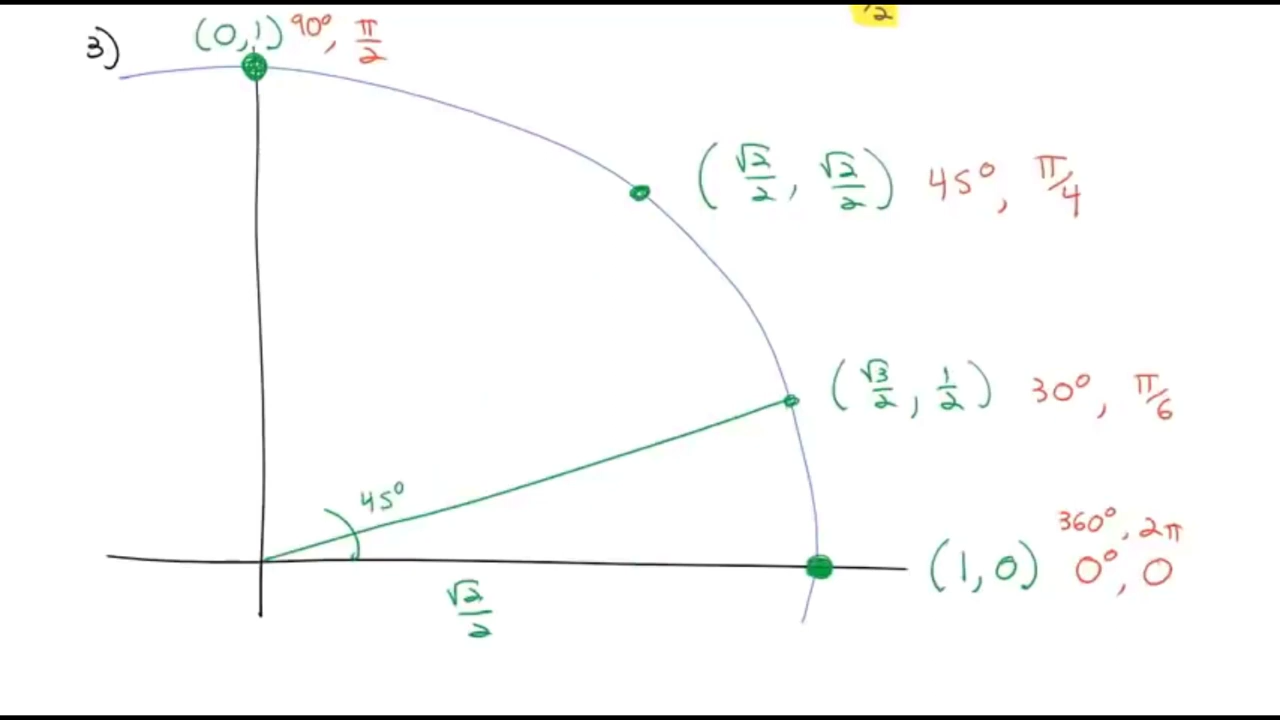 3) (0,1) 90°, π/2
(√2/2, √2/2) 45°, π/4
(√3/2, 1/2) 30°, π/6
45°
360°, 2π
(1,0) 0°, 0
√2/2